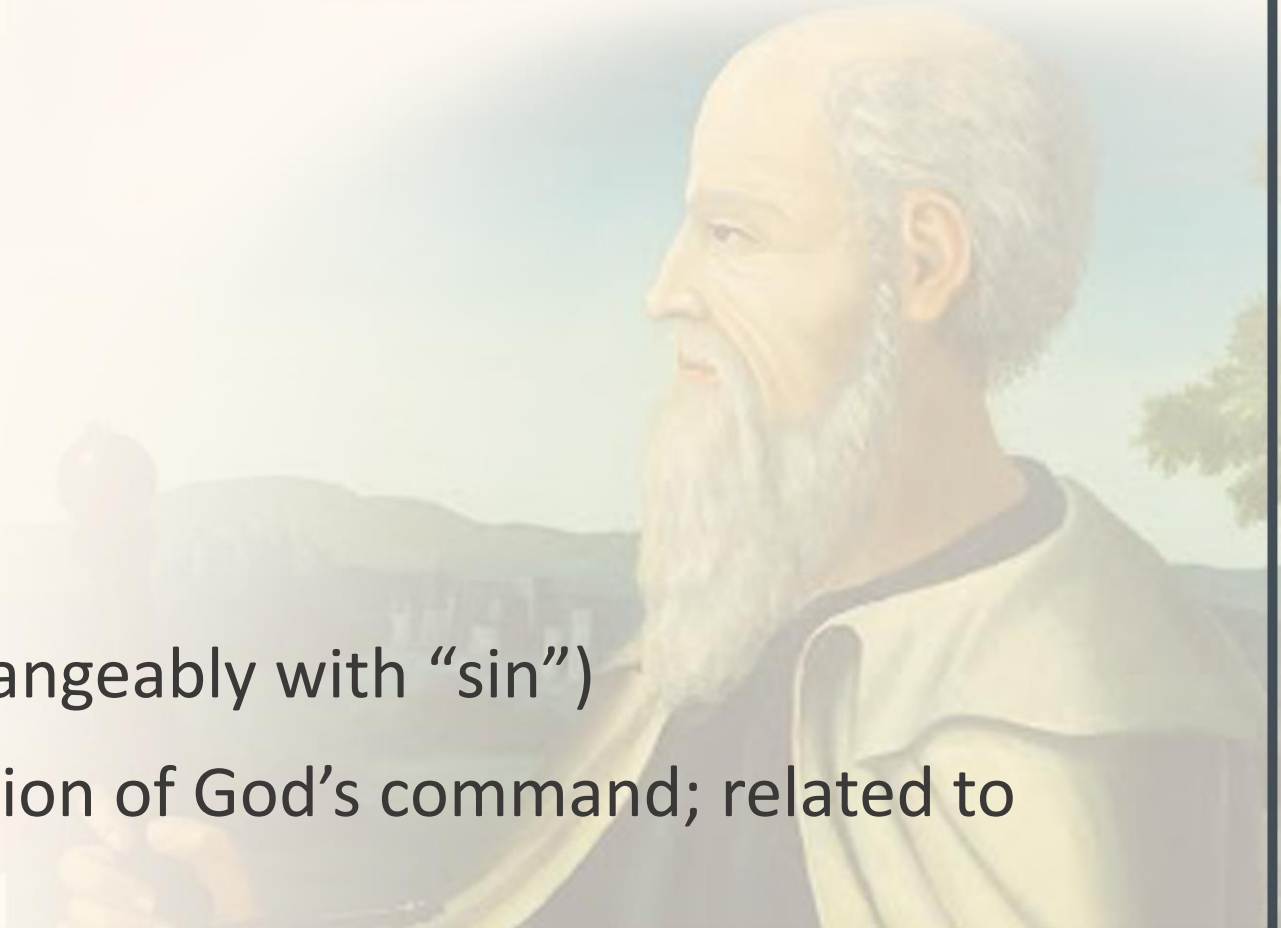 angeably with “sin”)
ion of God’s command; related to